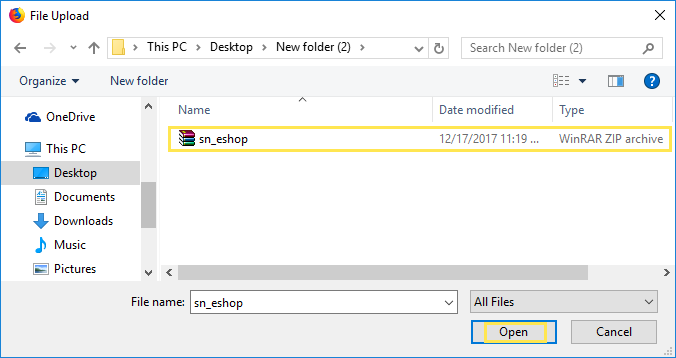 File Upload
This PC > Desktop > New folder (2) >
Search New folder (2)
Organize
New folder
?
Name
Date modified
Type
OneDrive
sn_eshop
12/17/2017 11:19 ...
WinRAR ZIP archive
This PC
Desktop
Documents
Downloads
Music
Pictures
File name:
sn_eshop
All Files
Open
Cancel